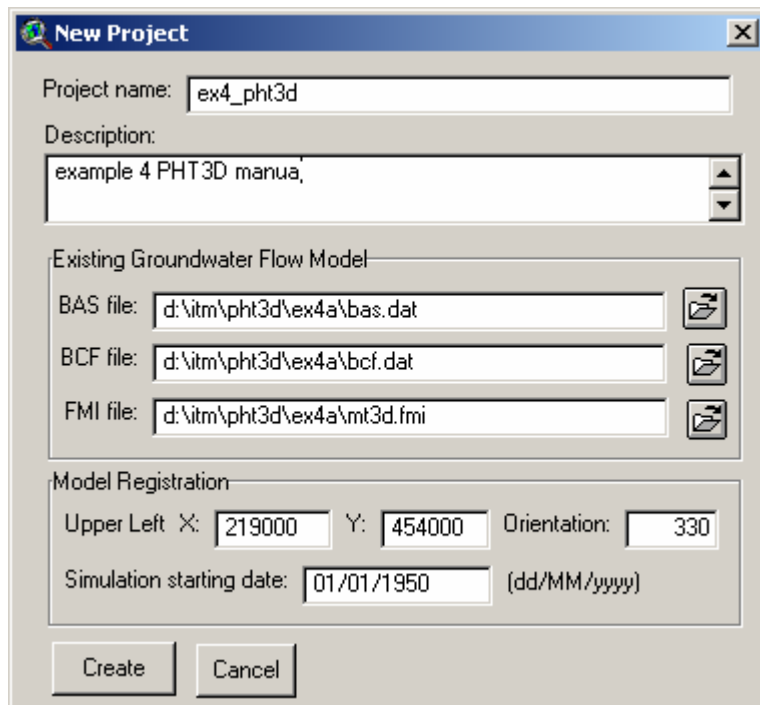 New Project
Project name: ex4_pht3d
Description:
example 4 PHT3D manua
Existing Groundwater Flow Model
BAS file: d:\itm\pht3d\ex4a\bas.dat
BCF file: d:\itm\pht3d\ex4a\bcf.dat
FMI file: d:\itm\pht3d\ex4a\mt3d.fmi
Model Registration
Upper Left X: 219000 Y: 454000 Orientation: 330
Simulation starting date: 01/01/1950 (dd/MM/yyyy)
Create Cancel